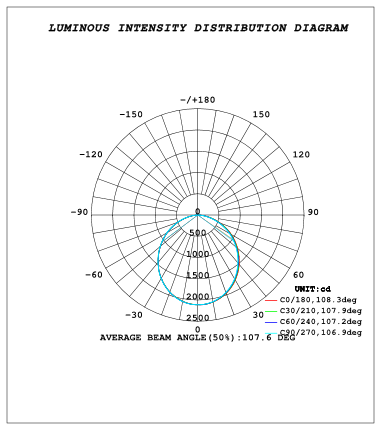 LUMINOUS INTENSITY DISTRIBUTION DIAGRAM
-/+180
-150 150
-120 120
-90 90
0
500
1000
1500
2000
2500
-60 60
-30 30
0
UNIT:cd
C0/180,108.3deg
C30/210,107.9deg
C60/240,107.2deg
C90/270,106.9deg
AVERAGE BEAM ANGLE(50%):107.6 DEG